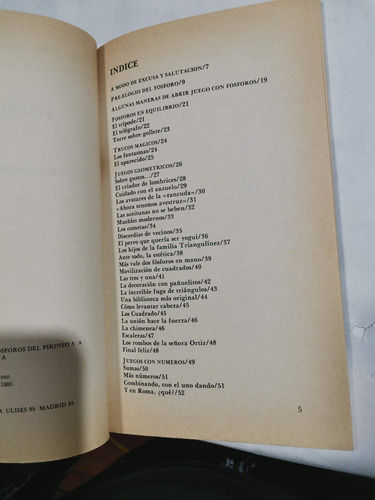 OSFOROS DEL PIRINEO S A
A
980
1980
A ULISES 95 MADRID 33
INDICE
A MODO DE EXCUSA Y SALUTACION/7
PRE-ELOGIO DEL FOSFORO/9
ALGUNAS MANERAS DE ABRIR JUEGO CON FOSFOROS/19
FOSFOROS EN EQUILIBRIO/21
El trípode/21
El telégrafo/22
Torre sobre gollete/23
TRUCOS MAGICOS/24
Los fantasmas/24
El aparecido/25
JUEGOS GEOMETRICOS/26
Sobre gustos.../27
El criador de lombrices/28
Cuidado con el anzuelo/29
Los avatares de la «zancuda»/30
«Ahora tenemos avestruz»/31
Las aceitunas no se beben/32
Muebles modernos/33
Los cometas/34
Discordias de vecinos/35
El perro que quería ser yogui/36
Los hijos de la familia Triangulínez/37
Ante todo, la estética/38
Más vale dos fósforos en mano/39
Movilización de cuadrados/40
Las tres y una/41
La decoración con pañuelitos/42
La increíble fuga de triángulos/43
Una biblioteca más original/44
Cómo levantar cabeza/45
Los Cuadrado/45
La unión hace la fuerza/46
La chimenea/46
Escaleras/47
Los rombos de la señora Ortiz/48
Final feliz/48
JUEGOS CON NUMEROS/49
Sumas/50
Más números/51
Combinando, con el uno dando/51
Y en Roma, ¿qué?/52
5